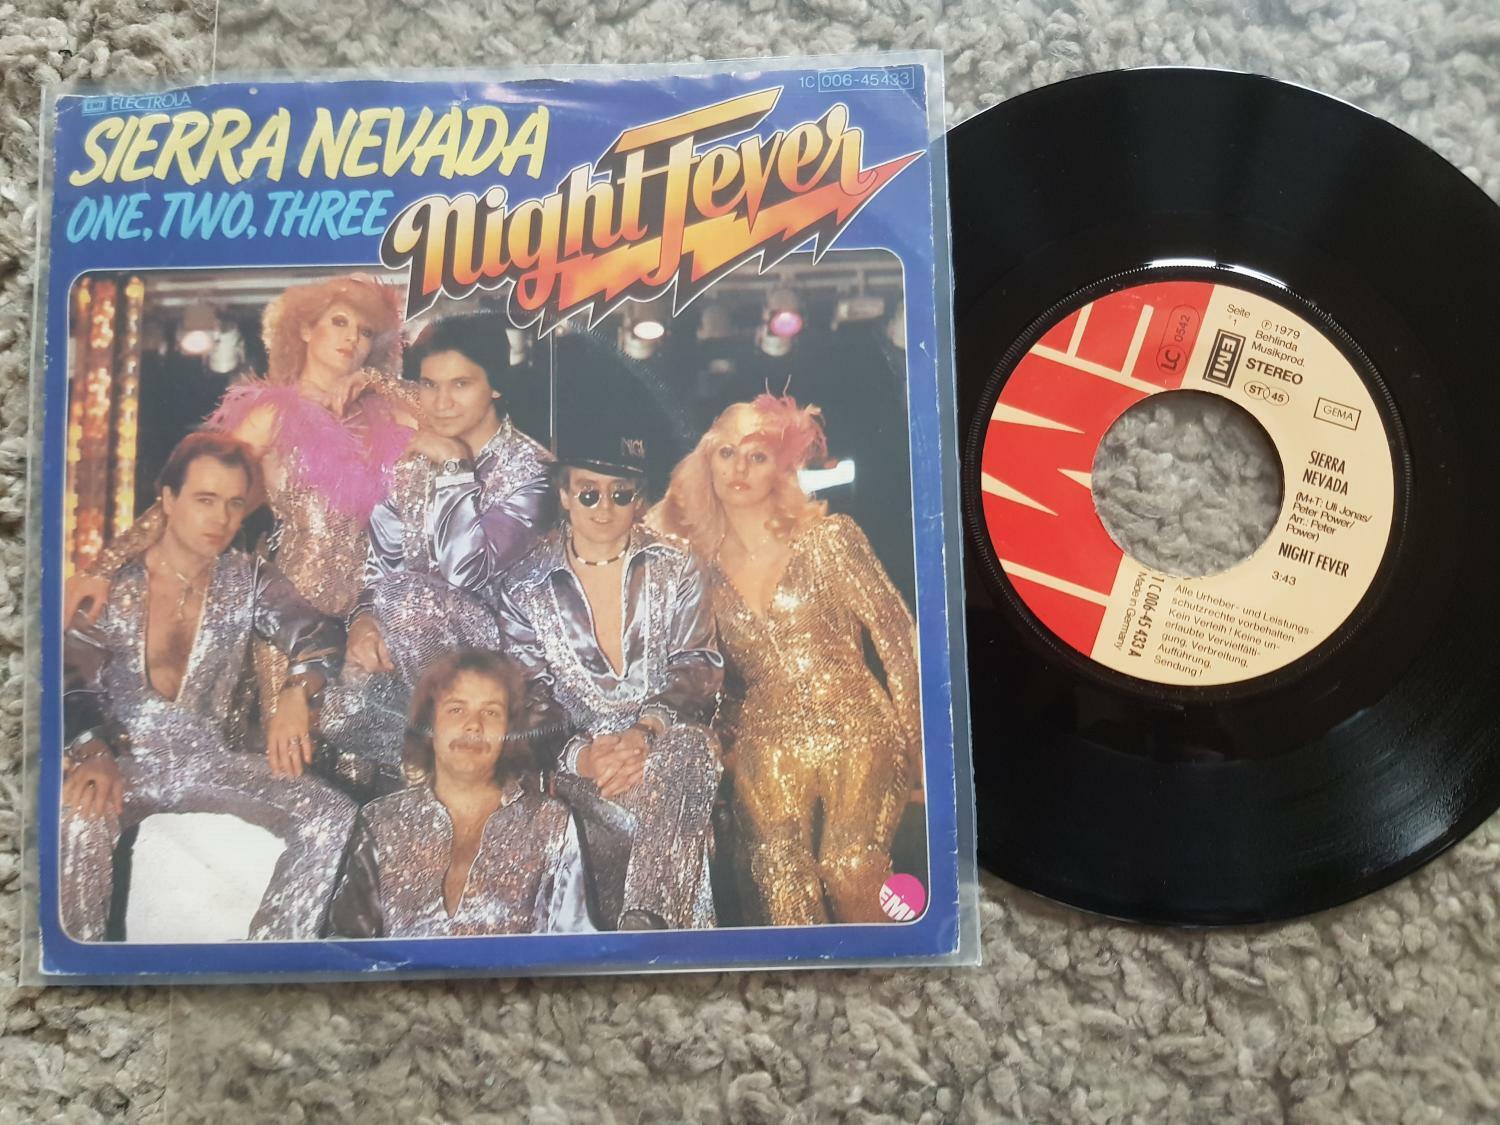 EMI ELECTROLA
1C 006-45433
SIERRA NEVADA
ONE, TWO, THREE
Night Fever
EMI
EMI
LC 0542
Seite
1
EMI
℗ 1979
Behlinda
Musikprod.
STEREO
ST 45
GEMA
SIERRA
NEVADA
(M+T: Uli Jonas/
Peter Power/
Arr.: Peter
Power)
NIGHT FEVER
3:43
1 C 006-45 433 A
Made in Germany
Alle Urheber- und Leistungs-
schutzrechte vorbehalten
Kein Verleih! Keine un-
erlaubte Vervielfälti-
gung, Verbreitung,
Aufführung,
Sendung!